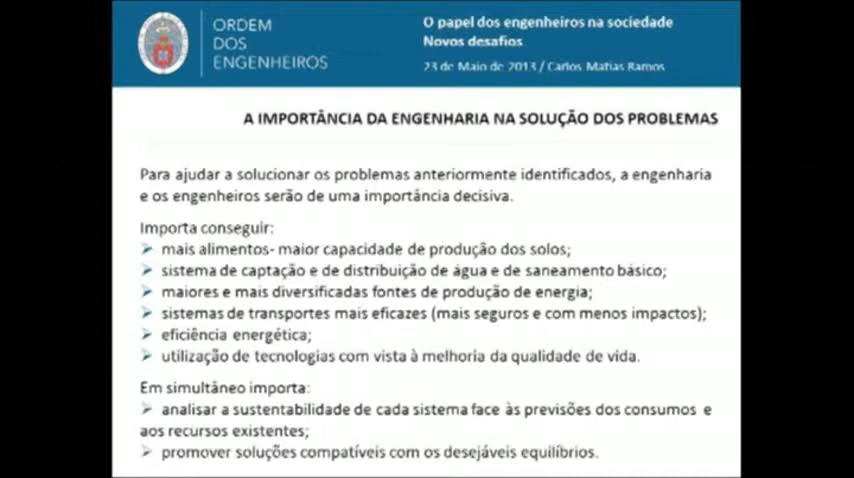 ORDEM
DOS
ENGENHEIROS
O papel dos engenheiros na sociedade
Novos desafios
23 de Maio de 2013 / Carlos Matias Ramos
A IMPORTÂNCIA DA ENGENHARIA NA SOLUÇÃO DOS PROBLEMAS
Para ajudar a solucionar os problemas anteriormente identificados, a engenharia
e os engenheiros serão de uma importância decisiva.
Importa conseguir:
➢ mais alimentos- maior capacidade de produção dos solos;
➢ sistema de captação e de distribuição de água e de saneamento básico;
➢ maiores e mais diversificadas fontes de produção de energia;
➢ sistemas de transportes mais eficazes (mais seguros e com menos impactos);
➢ eficiência energética;
➢ utilização de tecnologias com vista à melhoria da qualidade de vida.
Em simultâneo importa:
➢ analisar a sustentabilidade de cada sistema face às previsões dos consumos e
aos recursos existentes;
➢ promover soluções compatíveis com os desejáveis equilíbrios.